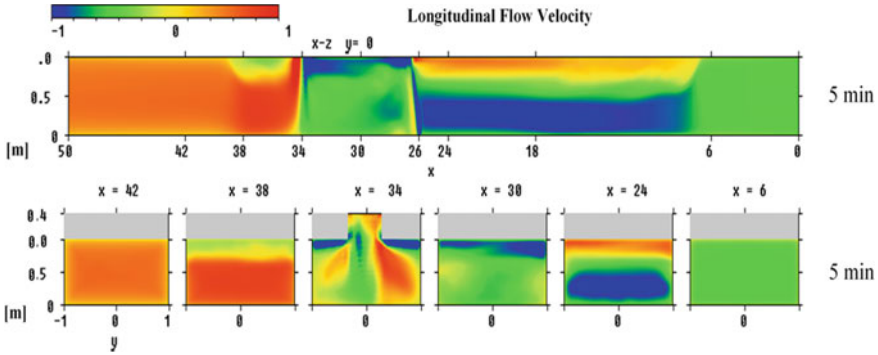 Longitudinal Flow Velocity
-1 0 1
x-z y= 0
.0
0.5
0
5 min
[m] 50 42 38 34 30 26 24 18 6 0
x
x = 42 x = 38 x = 34 x = 30 x = 24 x = 6
0.4
0.0
0.5
0
5 min
[m] -1 0 1 0 0 0 0 0
y